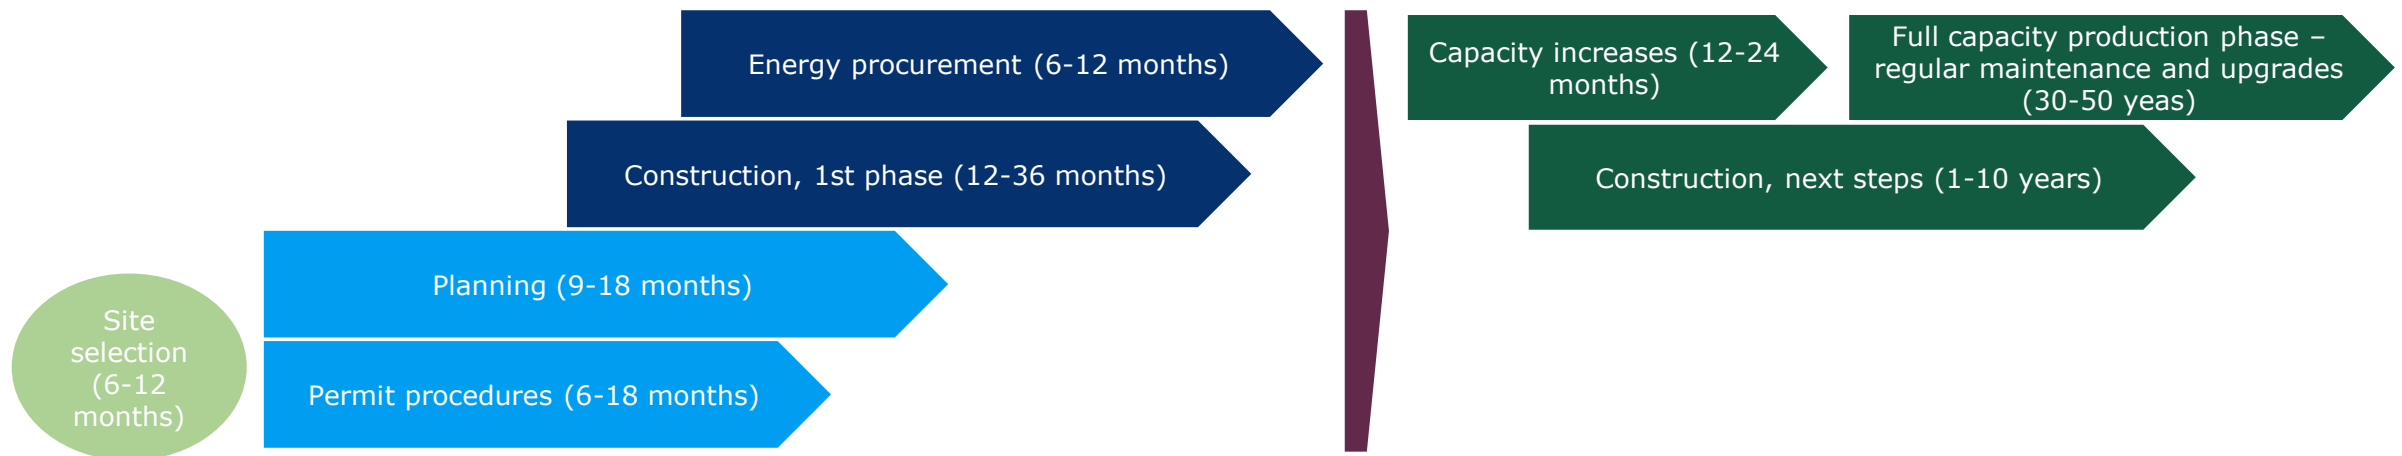 Energy procurement (6-12 months)
Construction, 1st phase (12-36 months)
Planning (9-18 months)
Site
selection
(6-12
months)
Permit procedures (6-18 months)
Capacity increases (12-24
months)
Full capacity production phase –
regular maintenance and upgrades
(30-50 yeas)
Construction, next steps (1-10 years)